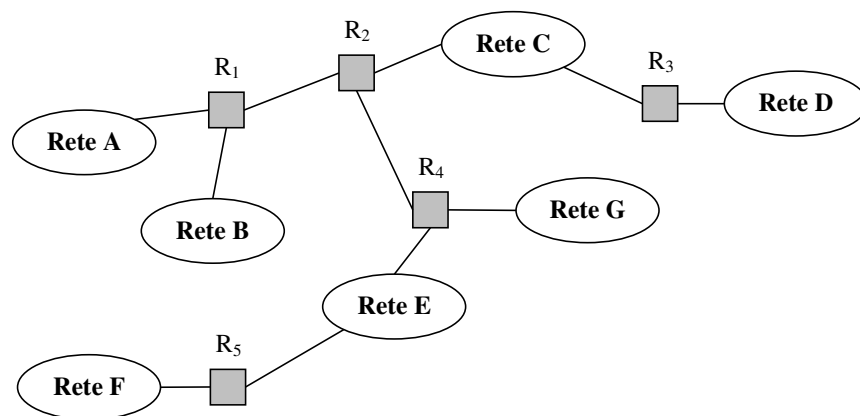 R₂
Rete C
R₁
R₃
Rete A
Rete D
R₄
Rete B
Rete G
Rete E
R₅
Rete F